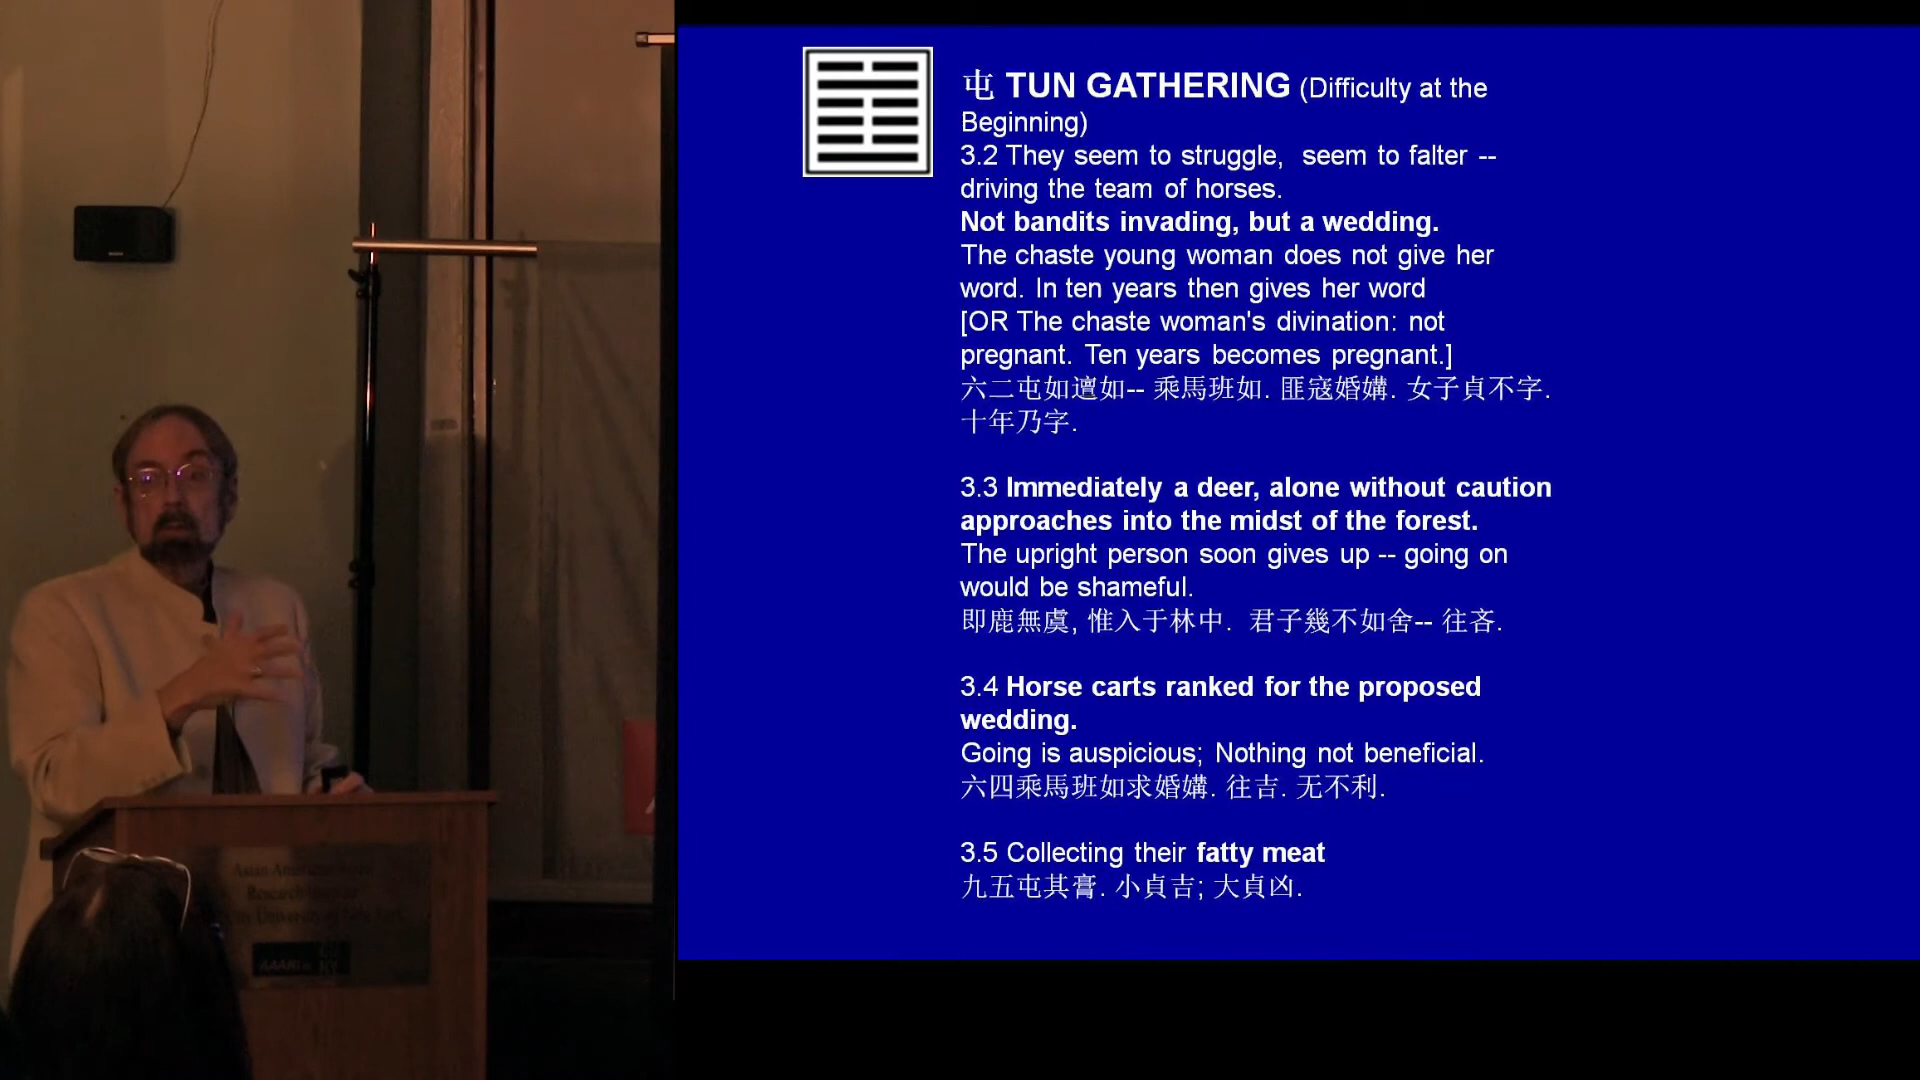 屯 TUN GATHERING (Difficulty at the
Beginning)
3.2 They seem to struggle,  seem to falter --
driving the team of horses.
Not bandits invading, but a wedding.
The chaste young woman does not give her
word. In ten years then gives her word
[OR The chaste woman's divination: not
pregnant. Ten years becomes pregnant.]
六二屯如邅如-- 乘馬班如. 匪寇婚媾. 女子貞不字.
十年乃字.
3.3 Immediately a deer, alone without caution
approaches into the midst of the forest.
The upright person soon gives up -- going on
would be shameful.
即鹿無虞, 惟入于林中.  君子幾不如舍-- 往吝.
3.4 Horse carts ranked for the proposed
wedding.
Going is auspicious; Nothing not beneficial.
六四乘馬班如求婚媾. 往吉. 无不利.
3.5 Collecting their fatty meat
九五屯其膏. 小貞吉; 大貞凶.
Asian American
Research
City University of New York